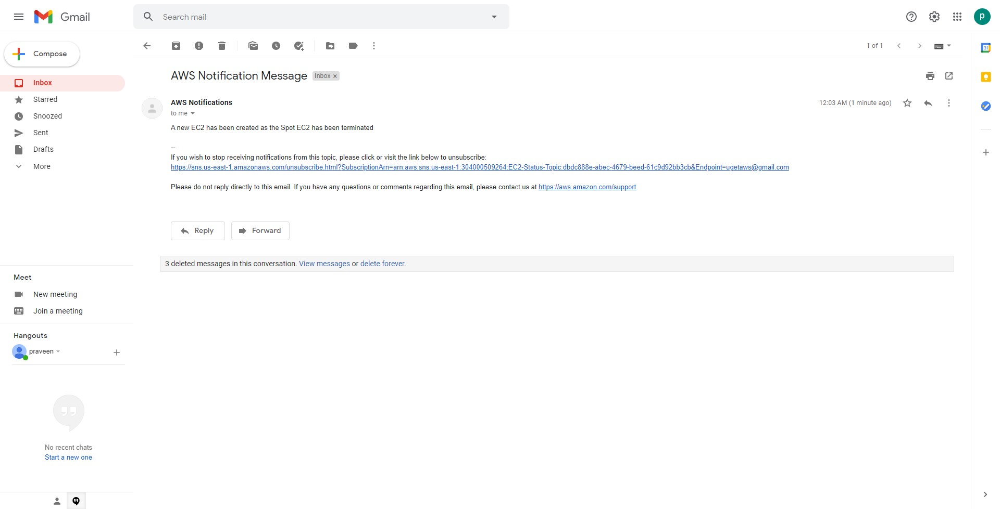 Gmail
Search mail
p
Compose
1 of 1
31
AWS Notification Message Inbox ×
Inbox
Starred
Snoozed
Sent
Drafts
More
AWS Notifications
12:03 AM (1 minute ago)
to me
A new EC2 has been created as the Spot EC2 has been terminated
--
If you wish to stop receiving notifications from this topic, please click or visit the link below to unsubscribe:
https://sns.us-east-1.amazonaws.com/unsubscribe.html?SubscriptionArn=arn:aws:sns:us-east-1:304000509264:EC2-Status-Topic:dbdc888e-abec-4679-beed-61c9d92bb3cb&Endpoint=ugetaws@gmail.com
Please do not reply directly to this email. If you have any questions or comments regarding this email, please contact us at https://aws.amazon.com/support
Reply
Forward
3 deleted messages in this conversation. View messages or delete forever.
Meet
New meeting
Join a meeting
Hangouts
praveen
No recent chats
Start a new one